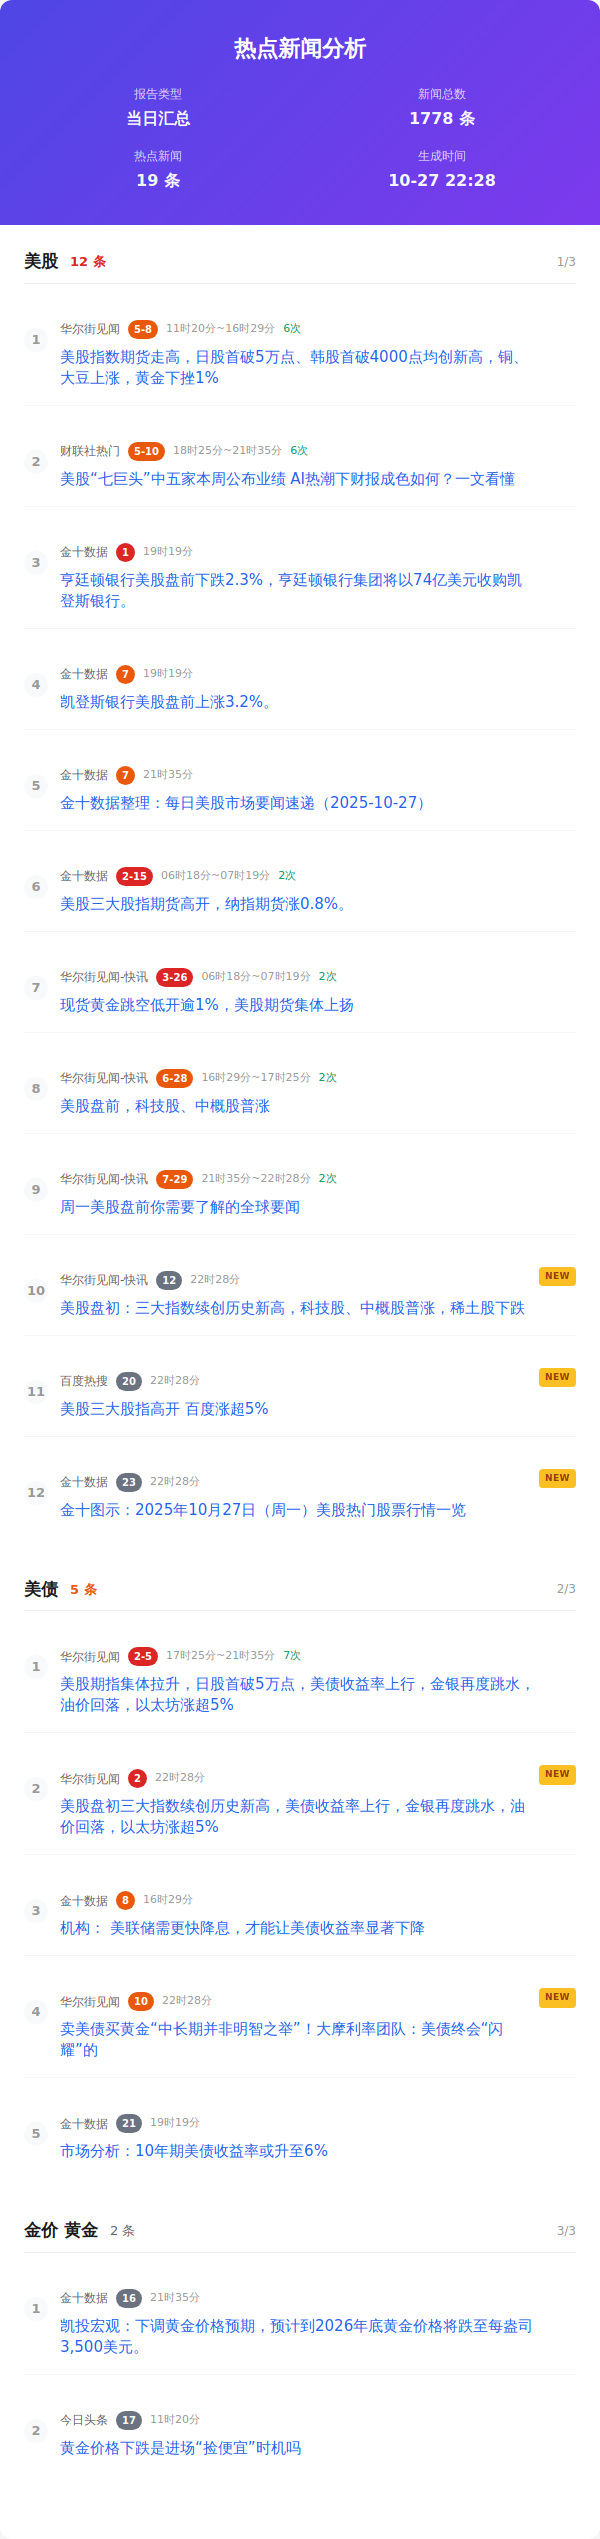 热点新闻分析
报告类型
当日汇总
新闻总数
1778 条
热点新闻
19 条
生成时间
10-27 22:28
美股 12 条 1/3
1 华尔街见闻 5-8 11时20分~16时29分 6次
美股指数期货走高，日股首破5万点、韩股首破4000点均创新高，铜、
大豆上涨，黄金下挫1%
2 财联社热门 5-10 18时25分~21时35分 6次
美股“七巨头”中五家本周公布业绩 AI热潮下财报成色如何？一文看懂
3 金十数据 1 19时19分
亨廷顿银行美股盘前下跌2.3%，亨廷顿银行集团将以74亿美元收购凯
登斯银行。
4 金十数据 7 19时19分
凯登斯银行美股盘前上涨3.2%。
5 金十数据 7 21时35分
金十数据整理：每日美股市场要闻速递（2025-10-27）
6 金十数据 2-15 06时18分~07时19分 2次
美股三大股指期货高开，纳指期货涨0.8%。
7 华尔街见闻-快讯 3-26 06时18分~07时19分 2次
现货黄金跳空低开逾1%，美股期货集体上扬
8 华尔街见闻-快讯 6-28 16时29分~17时25分 2次
美股盘前，科技股、中概股普涨
9 华尔街见闻-快讯 7-29 21时35分~22时28分 2次
周一美股盘前你需要了解的全球要闻
10 华尔街见闻-快讯 12 22时28分 NEW
美股盘初：三大指数续创历史新高，科技股、中概股普涨，稀土股下跌
11 百度热搜 20 22时28分 NEW
美股三大股指高开 百度涨超5%
12 金十数据 23 22时28分 NEW
金十图示：2025年10月27日（周一）美股热门股票行情一览
美债 5 条 2/3
1 华尔街见闻 2-5 17时25分~21时35分 7次
美股期指集体拉升，日股首破5万点，美债收益率上行，金银再度跳水，
油价回落，以太坊涨超5%
2 华尔街见闻 2 22时28分 NEW
美股盘初三大指数续创历史新高，美债收益率上行，金银再度跳水，油
价回落，以太坊涨超5%
3 金十数据 8 16时29分
机构： 美联储需更快降息，才能让美债收益率显著下降
4 华尔街见闻 10 22时28分 NEW
卖美债买黄金“中长期并非明智之举”！大摩利率团队：美债终会“闪
耀”的
5 金十数据 21 19时19分
市场分析：10年期美债收益率或升至6%
金价 黄金 2 条 3/3
1 金十数据 16 21时35分
凯投宏观：下调黄金价格预期，预计到2026年底黄金价格将跌至每盎司
3,500美元。
2 今日头条 17 11时20分
黄金价格下跌是进场“捡便宜”时机吗